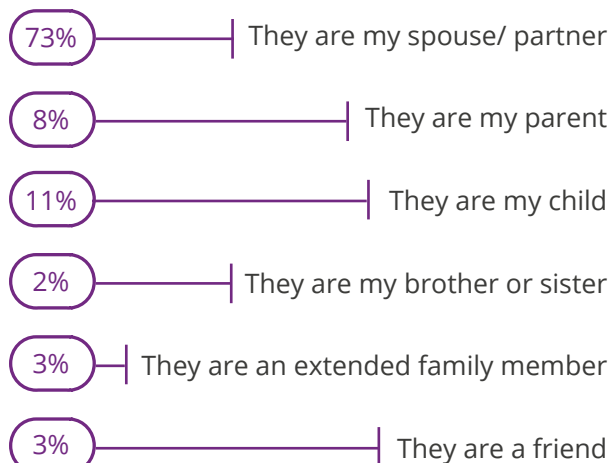 73% They are my spouse/ partner
8% They are my parent
11% They are my child
2% They are my brother or sister
3% They are an extended family member
3% They are a friend